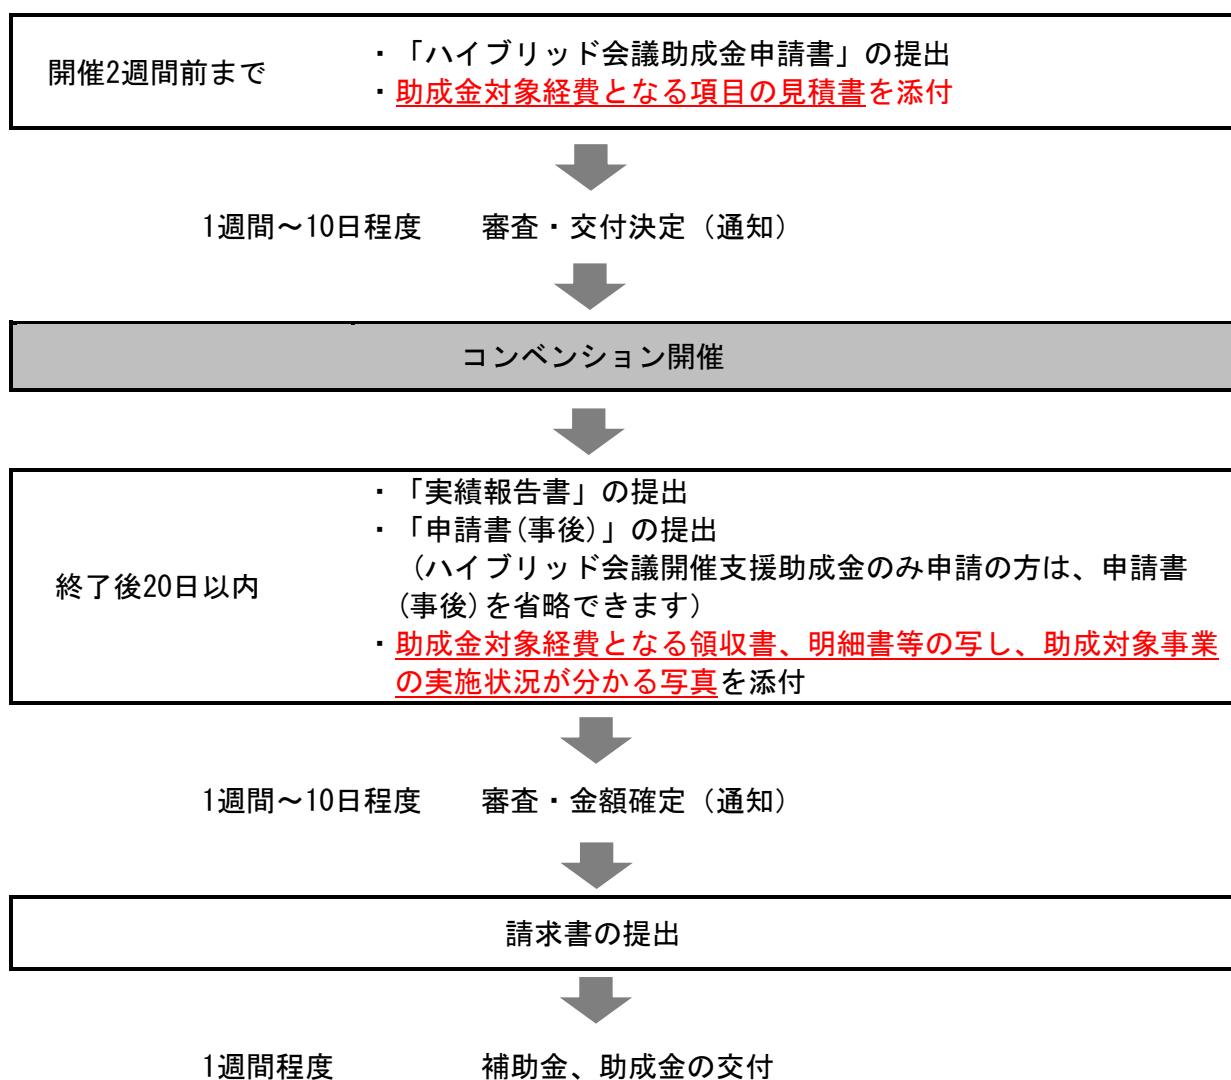 ・「ハイブリッド会議助成金申請書」の提出
開催2週間前まで
・助成金対象経費となる項目の見積書を添付
1週間～10日程度　審査・交付決定（通知）
コンベンション開催
・「実績報告書」の提出
・「申請書(事後)」の提出
（ハイブリッド会議開催支援助成金のみ申請の方は、申請書
終了後20日以内
(事後)を省略できます）
・助成金対象経費となる領収書、明細書等の写し、助成対象事業
の実施状況が分かる写真を添付
1週間～10日程度　審査・金額確定（通知）
請求書の提出
1週間程度　補助金、助成金の交付